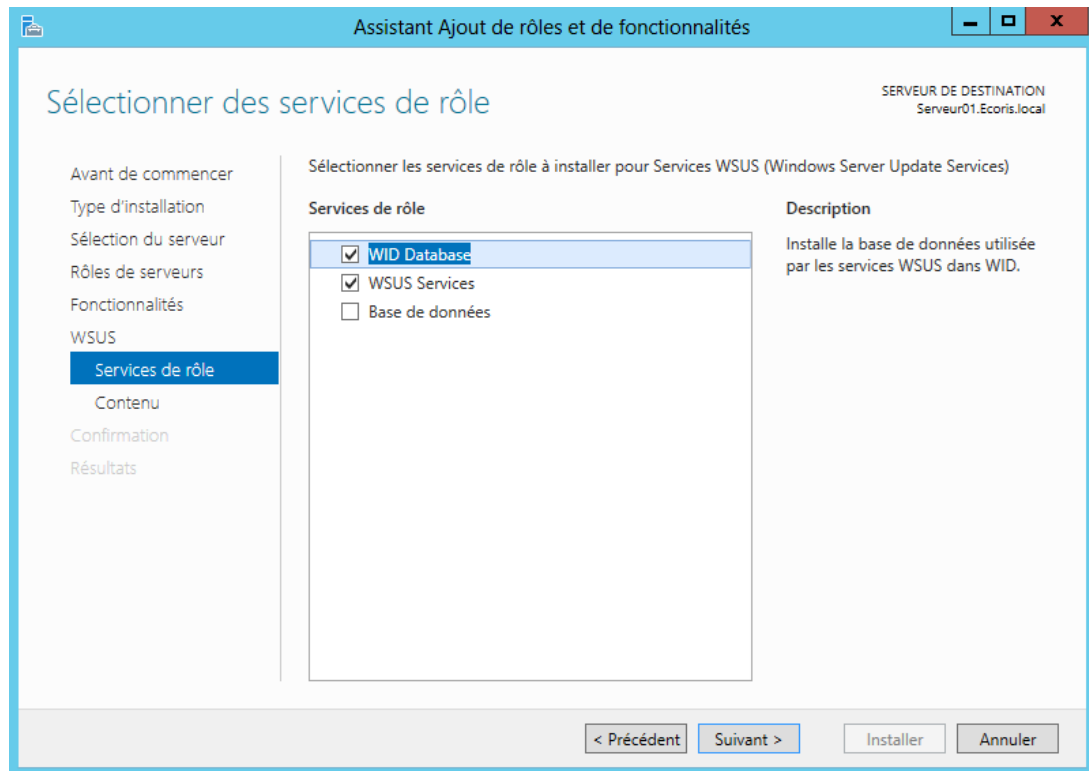 Assistant Ajout de rôles et de fonctionnalités
Sélectionner des services de rôle
SERVEUR DE DESTINATION
Serveur01.Ecoris.local
Avant de commencer
Type d'installation
Sélection du serveur
Rôles de serveurs
Fonctionnalités
WSUS
Services de rôle
Contenu
Confirmation
Résultats
Sélectionner les services de rôle à installer pour Services WSUS (Windows Server Update Services)
Services de rôle
WID Database
WSUS Services
Base de données
Description
Installe la base de données utilisée
par les services WSUS dans WID.
< Précédent
Suivant >
Installer
Annuler